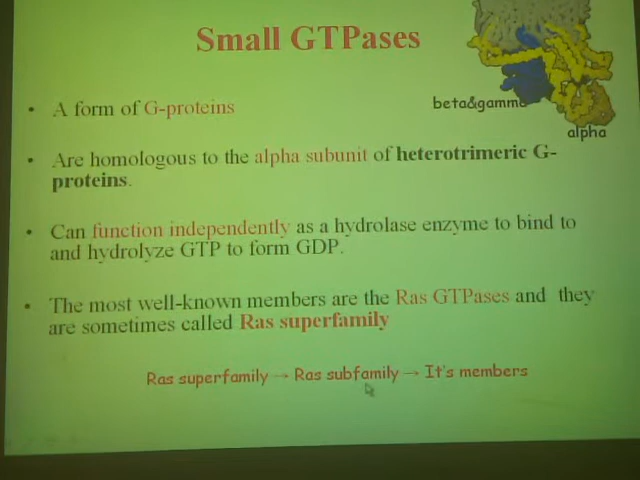 Small GTPases
• A form of G-proteins
beta&gamma
alpha
• Are homologous to the alpha subunit of heterotrimeric G-
proteins.
• Can function independently as a hydrolase enzyme to bind to
and hydrolyze GTP to form GDP.
• The most well-known members are the Ras GTPases and they
are sometimes called Ras superfamily
Ras superfamily → Ras subfamily → It's members